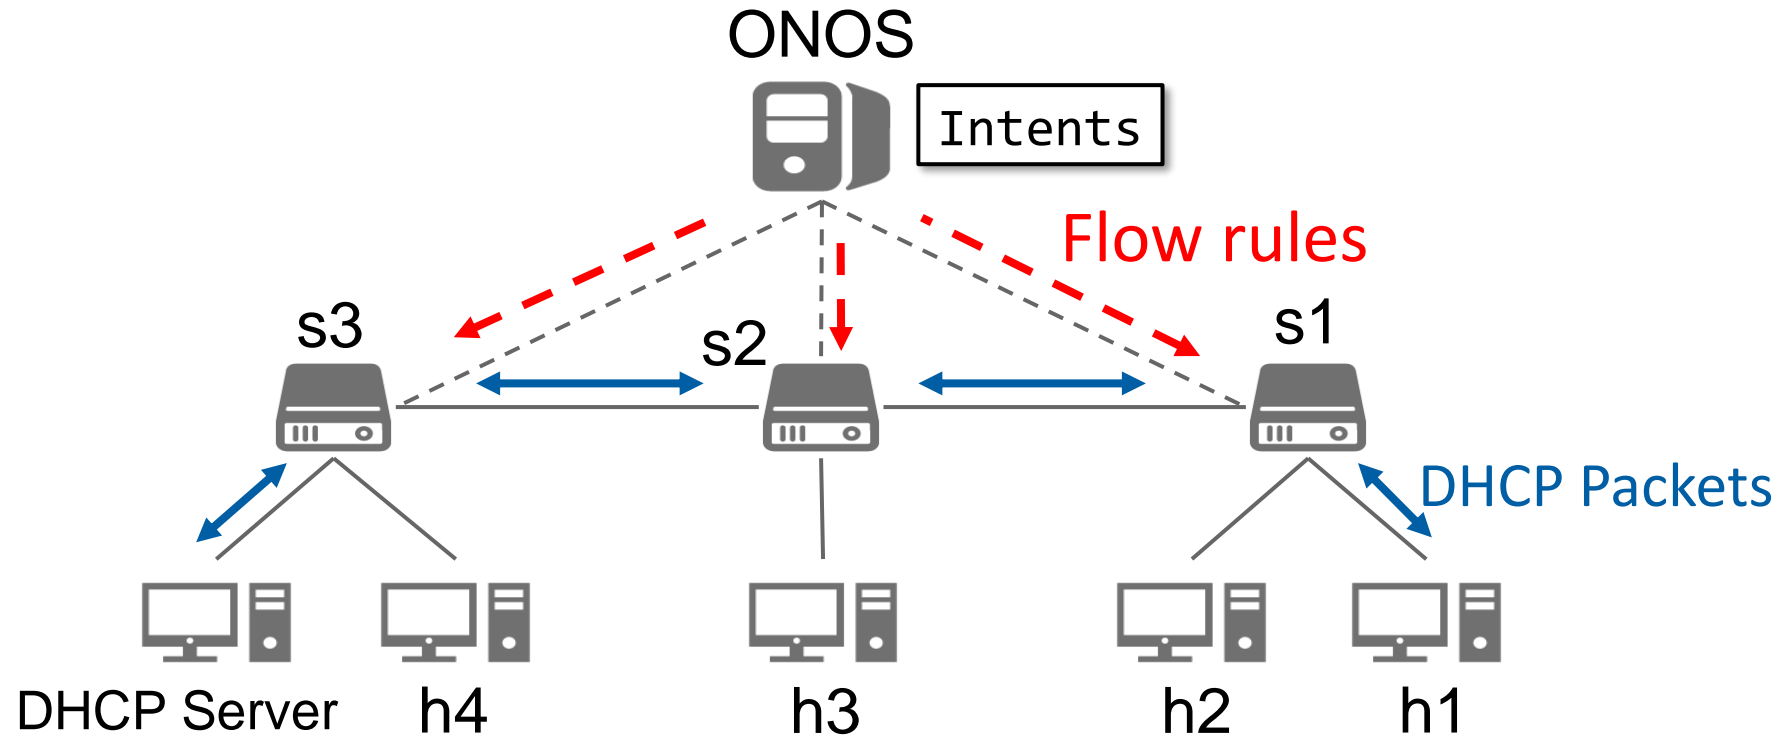 ONOS
Intents
Flow rules
s3
s2
s1
DHCP Packets
DHCP Server
h4
h3
h2
h1